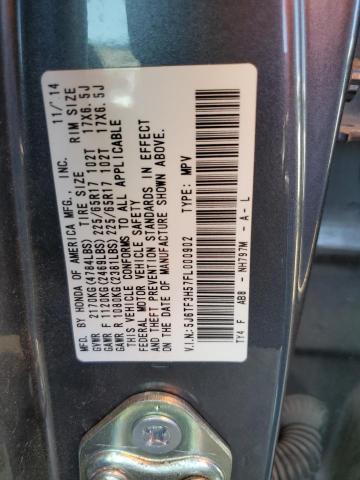 MFD. BY HONDA OF AMERICA MFG., INC. 11/'14
TIRE SIZE RIM SIZE
GVWR 2170KG(4784LBS)
GAWR F 1120KG(2469LBS) 225/65R17 102T 17X6.5J
GAWR R 1080KG(2381LBS) 225/65R17 102T 17X6.5J
THIS VEHICLE CONFORMS TO ALL APPLICABLE
FEDERAL MOTOR VEHICLE SAFETY
AND THEFT PREVENTION STANDARDS IN EFFECT
ON THE DATE OF MANUFACTURE SHOWN ABOVE.
V.I.N.:5J6TF3H57FL000902 TYPE: MPV
Ty4 F AB8 - NH797M - A - L